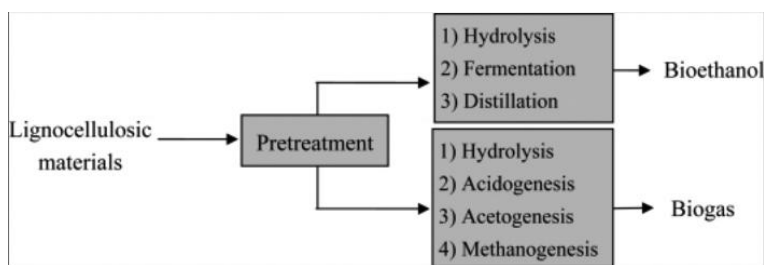 Lignocellulosic
materials
Pretreatment
1) Hydrolysis
2) Fermentation
3) Distillation
Bioethanol
1) Hydrolysis
2) Acidogenesis
3) Acetogenesis
4) Methanogenesis
Biogas